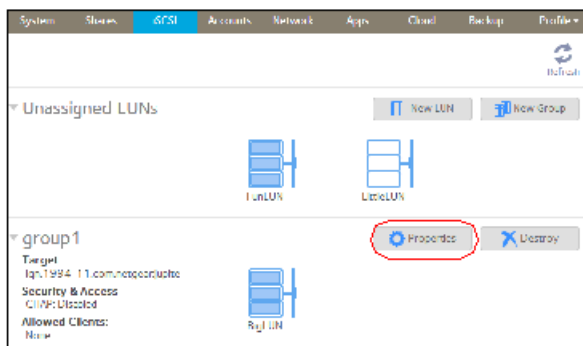 System Shares iSCSI Accounts Network Apps Cloud Backup Profile
Refresh
Unassigned LUNs
New LUN New Group
FunLUN LittleLUN
group1
Properties Destroy
Target
Security & Access
CHAP: Disabled
Allowed Clients:
None
BigLUN